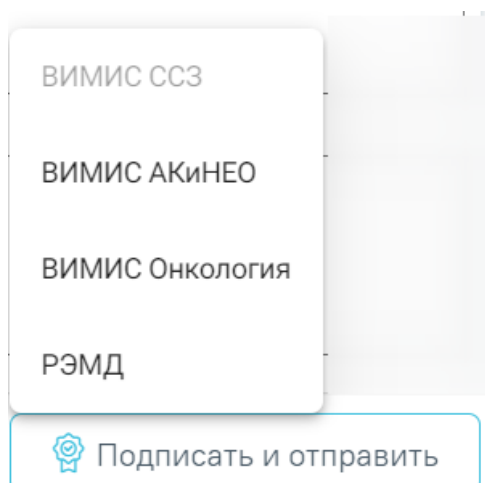 ВИМИС ССЗ
ВИМИС АКиНЕО
ВИМИС Онкология
РЭМД
Подписать и отправить